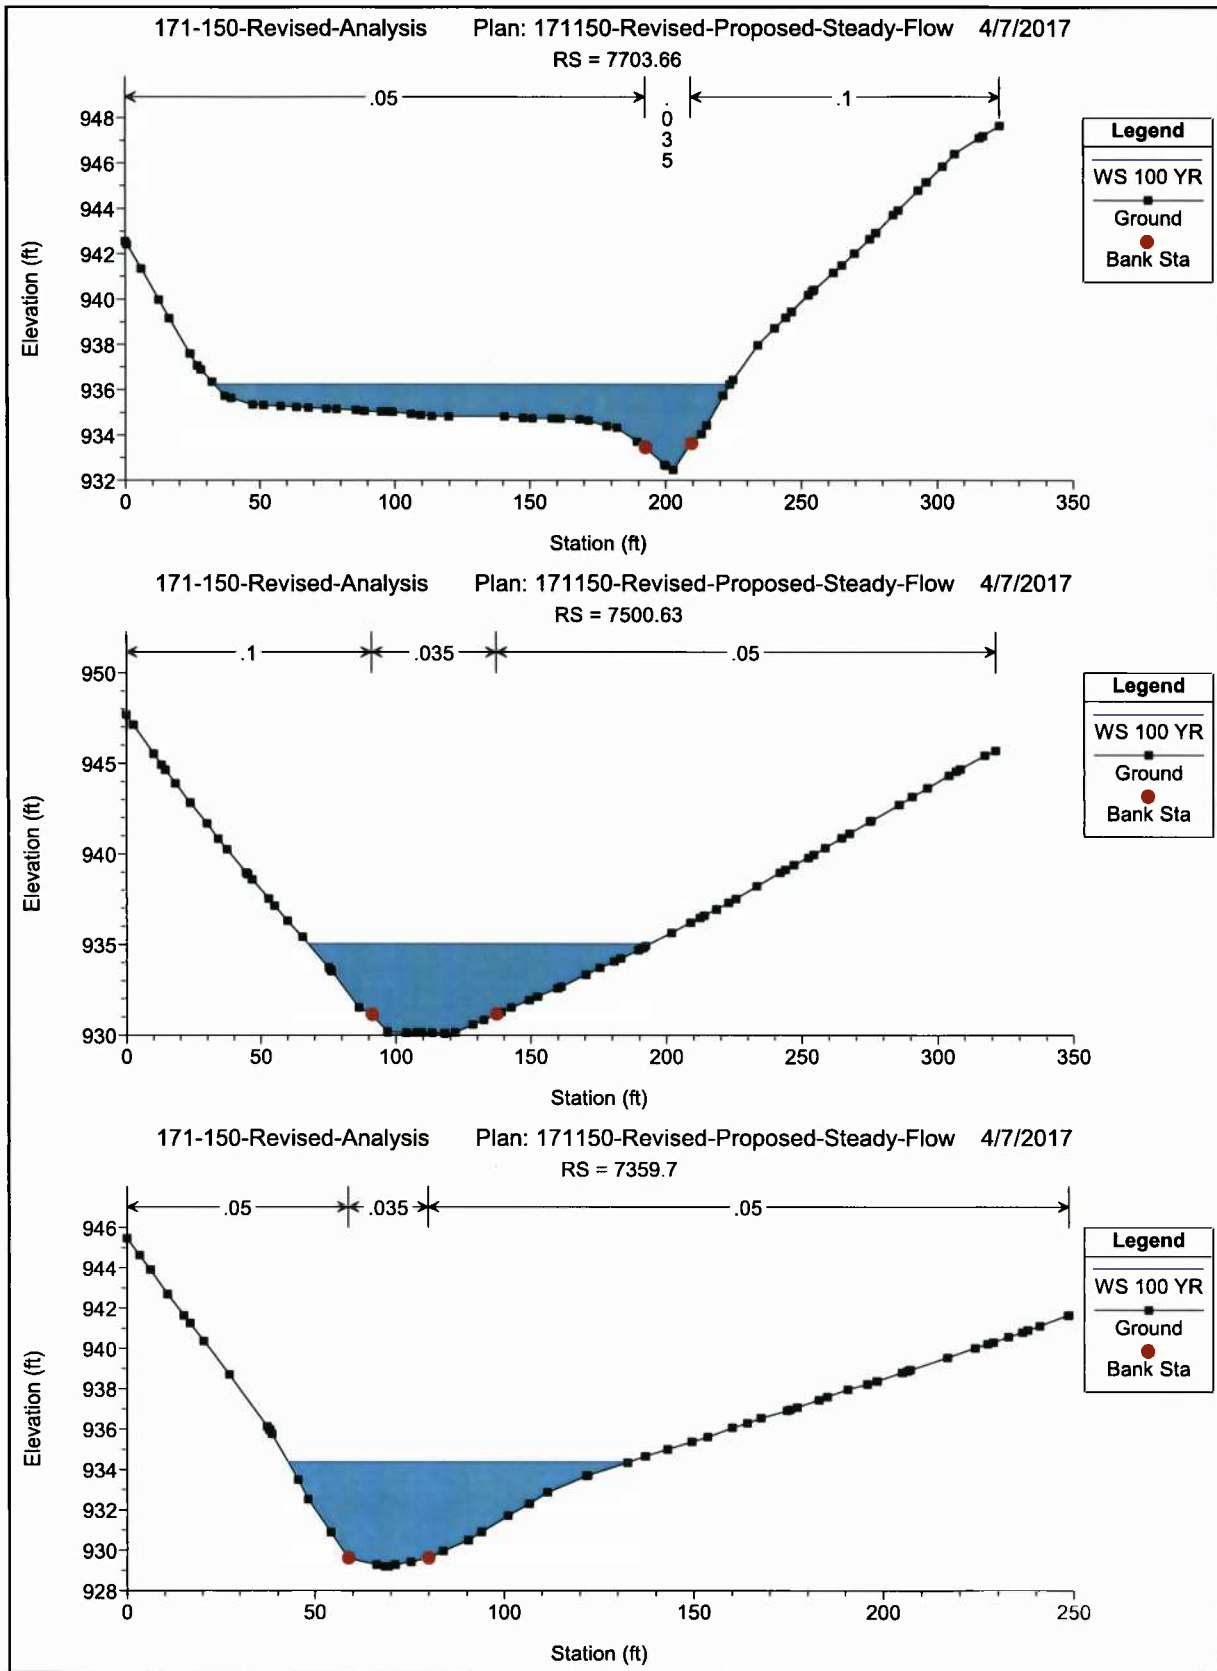 171-150-Revised-Analysis Plan: 171150-Revised-Proposed-Steady-Flow 4/7/2017
RS = 7703.66
.05 .035 .1
948
946
944
942
940
938
936
934
932
Elevation (ft)
0 50 100 150 200 250 300 350
Station (ft)
Legend
WS 100 YR
Ground
Bank Sta
171-150-Revised-Analysis Plan: 171150-Revised-Proposed-Steady-Flow 4/7/2017
RS = 7500.63
.1 .035 .05
950
945
940
935
930
Elevation (ft)
0 50 100 150 200 250 300 350
Station (ft)
Legend
WS 100 YR
Ground
Bank Sta
171-150-Revised-Analysis Plan: 171150-Revised-Proposed-Steady-Flow 4/7/2017
RS = 7359.7
.05 .035 .05
946
944
942
940
938
936
934
932
930
928
Elevation (ft)
0 50 100 150 200 250
Station (ft)
Legend
WS 100 YR
Ground
Bank Sta